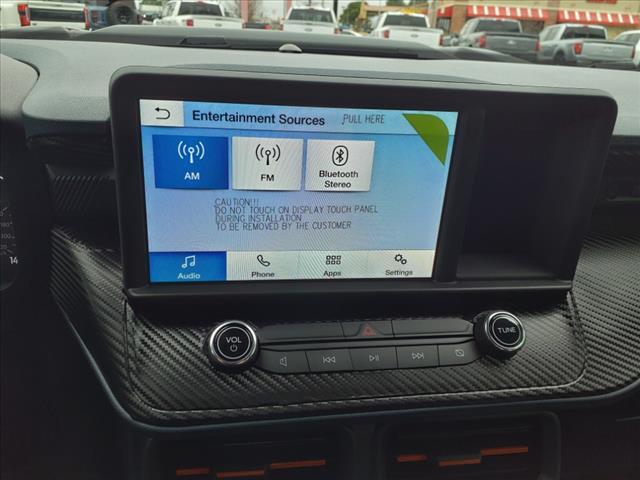 Entertainment Sources
PULL HERE
AM
FM
Bluetooth
Stereo
CAUTION!!!
DO NOT TOUCH ON DISPLAY TOUCH PANEL
DURING INSTALLATION
TO BE REMOVED BY THE CUSTOMER
Audio
Phone
Apps
Settings
VOL
TUNE
14